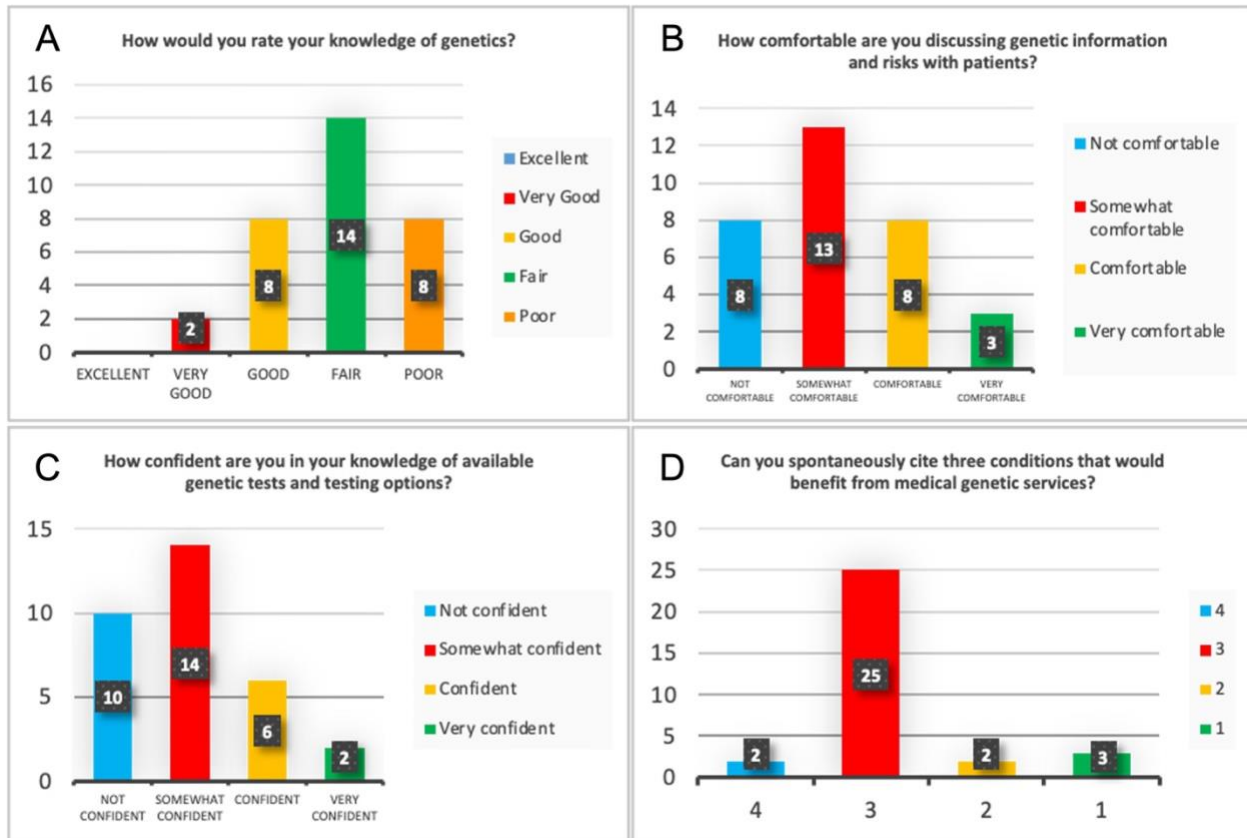 A
How would you rate your knowledge of genetics?
16
14
12
10
8
6
4
2
0
2
8
14
8
EXCELLENT
VERY
GOOD
GOOD
FAIR
POOR
Excellent
Very Good
Good
Fair
Poor
B
How comfortable are you discussing genetic information
and risks with patients?
14
12
10
8
6
4
2
0
8
13
8
3
NOT
COMFORTABLE
SOMEWHAT
COMFORTABLE
COMFORTABLE
VERY
COMFORTABLE
Not comfortable
Somewhat
comfortable
Comfortable
Very comfortable
C
How confident are you in your knowledge of available
genetic tests and testing options?
15
10
5
0
10
14
6
2
NOT
CONFIDENT
SOMEWHAT
CONFIDENT
CONFIDENT
VERY
CONFIDENT
Not confident
Somewhat confident
Confident
Very confident
D
Can you spontaneously cite three conditions that would
benefit from medical genetic services?
30
25
20
15
10
5
0
2
25
2
3
4
3
2
1
4
3
2
1